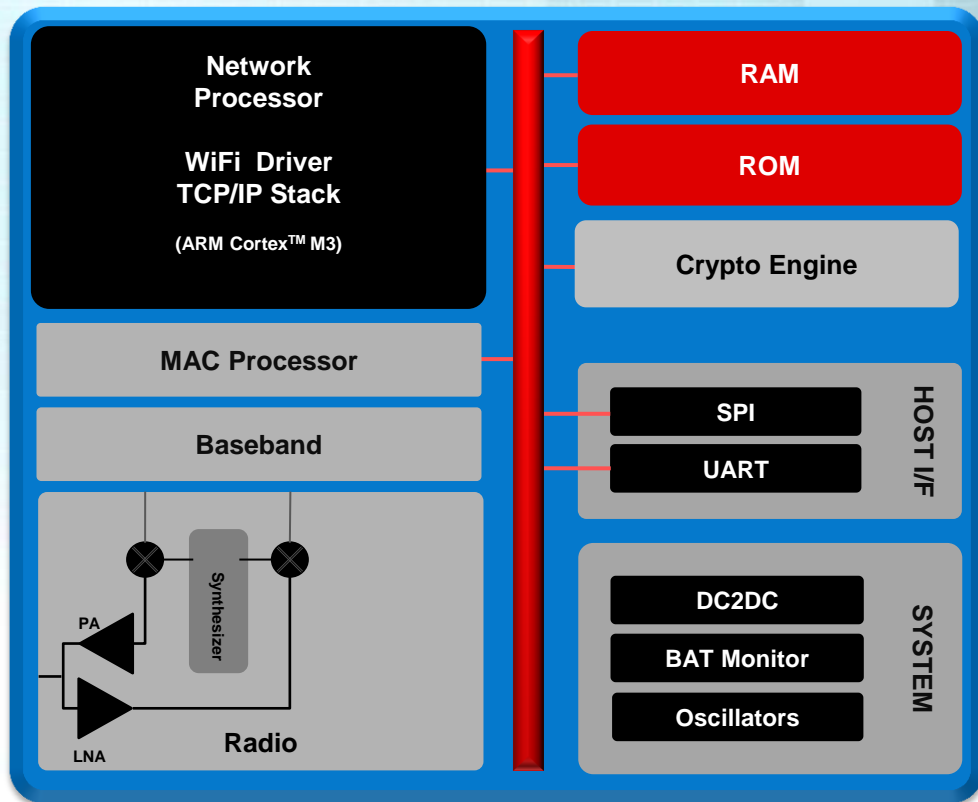 Network
Processor
WiFi Driver
TCP/IP Stack
(ARM Cortex™ M3)
MAC Processor
Baseband
Synthesizer
PA
LNA
Radio
RAM
ROM
Crypto Engine
SPI
UART
HOST I/F
DC2DC
BAT Monitor
Oscillators
SYSTEM